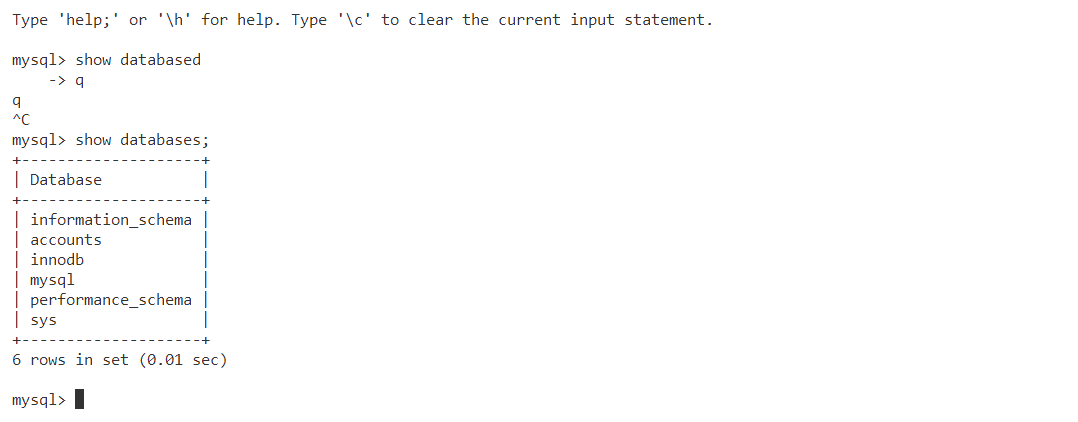 Type 'help;' or '\h' for help. Type '\c' to clear the current input statement.
mysql> show databased
    -> q
q
^C
mysql> show databases;
+--------------------+
| Database           |
+--------------------+
| information_schema |
| accounts           |
| innodb             |
| mysql              |
| performance_schema |
| sys                |
+--------------------+
6 rows in set (0.01 sec)
mysql>